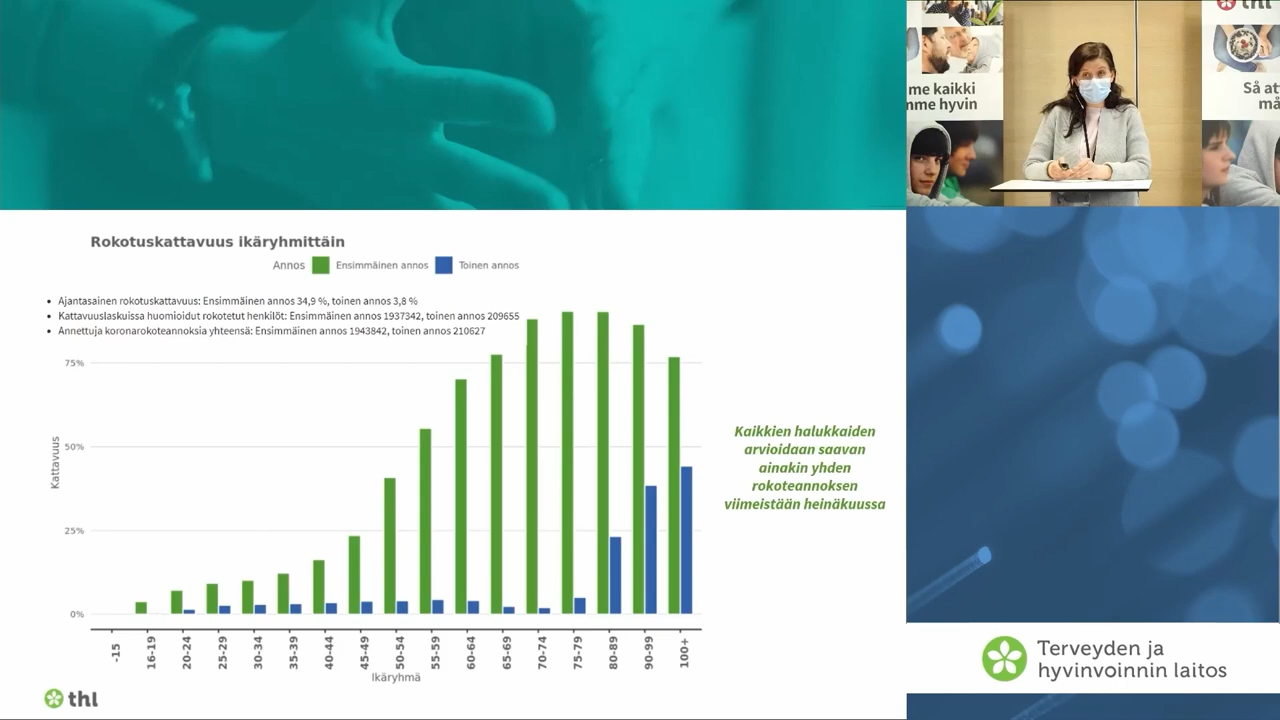 Rokotuskattavuus ikäryhmittäin
Annos Ensimmäinen annos Toinen annos
Ajantasainen rokotuskattavuus: Ensimmäinen annos 34,9 %, toinen annos 3,8 %
Kattavuuslaskuissa huomioidut rokotetut henkilöt: Ensimmäinen annos 1937342, toinen annos 209655
Annettuja koronarokoteannoksia yhteensä: Ensimmäinen annos 1943842, toinen annos 210627
75%
50%
25%
0%
Kattavuus
-15
16-19
20-24
25-29
30-34
35-39
40-44
45-49
50-54
55-59
60-64
65-69
70-74
75-79
80-89
90-99
100+
Ikäryhmä
Kaikkien halukkaiden
arvioidaan saavan
ainakin yhden
rokoteannoksen
viimeistään heinäkuussa
thl
thl
me kaikki
nme hyvin
Så at
må
Terveyden ja
hyvinvoinnin laitos